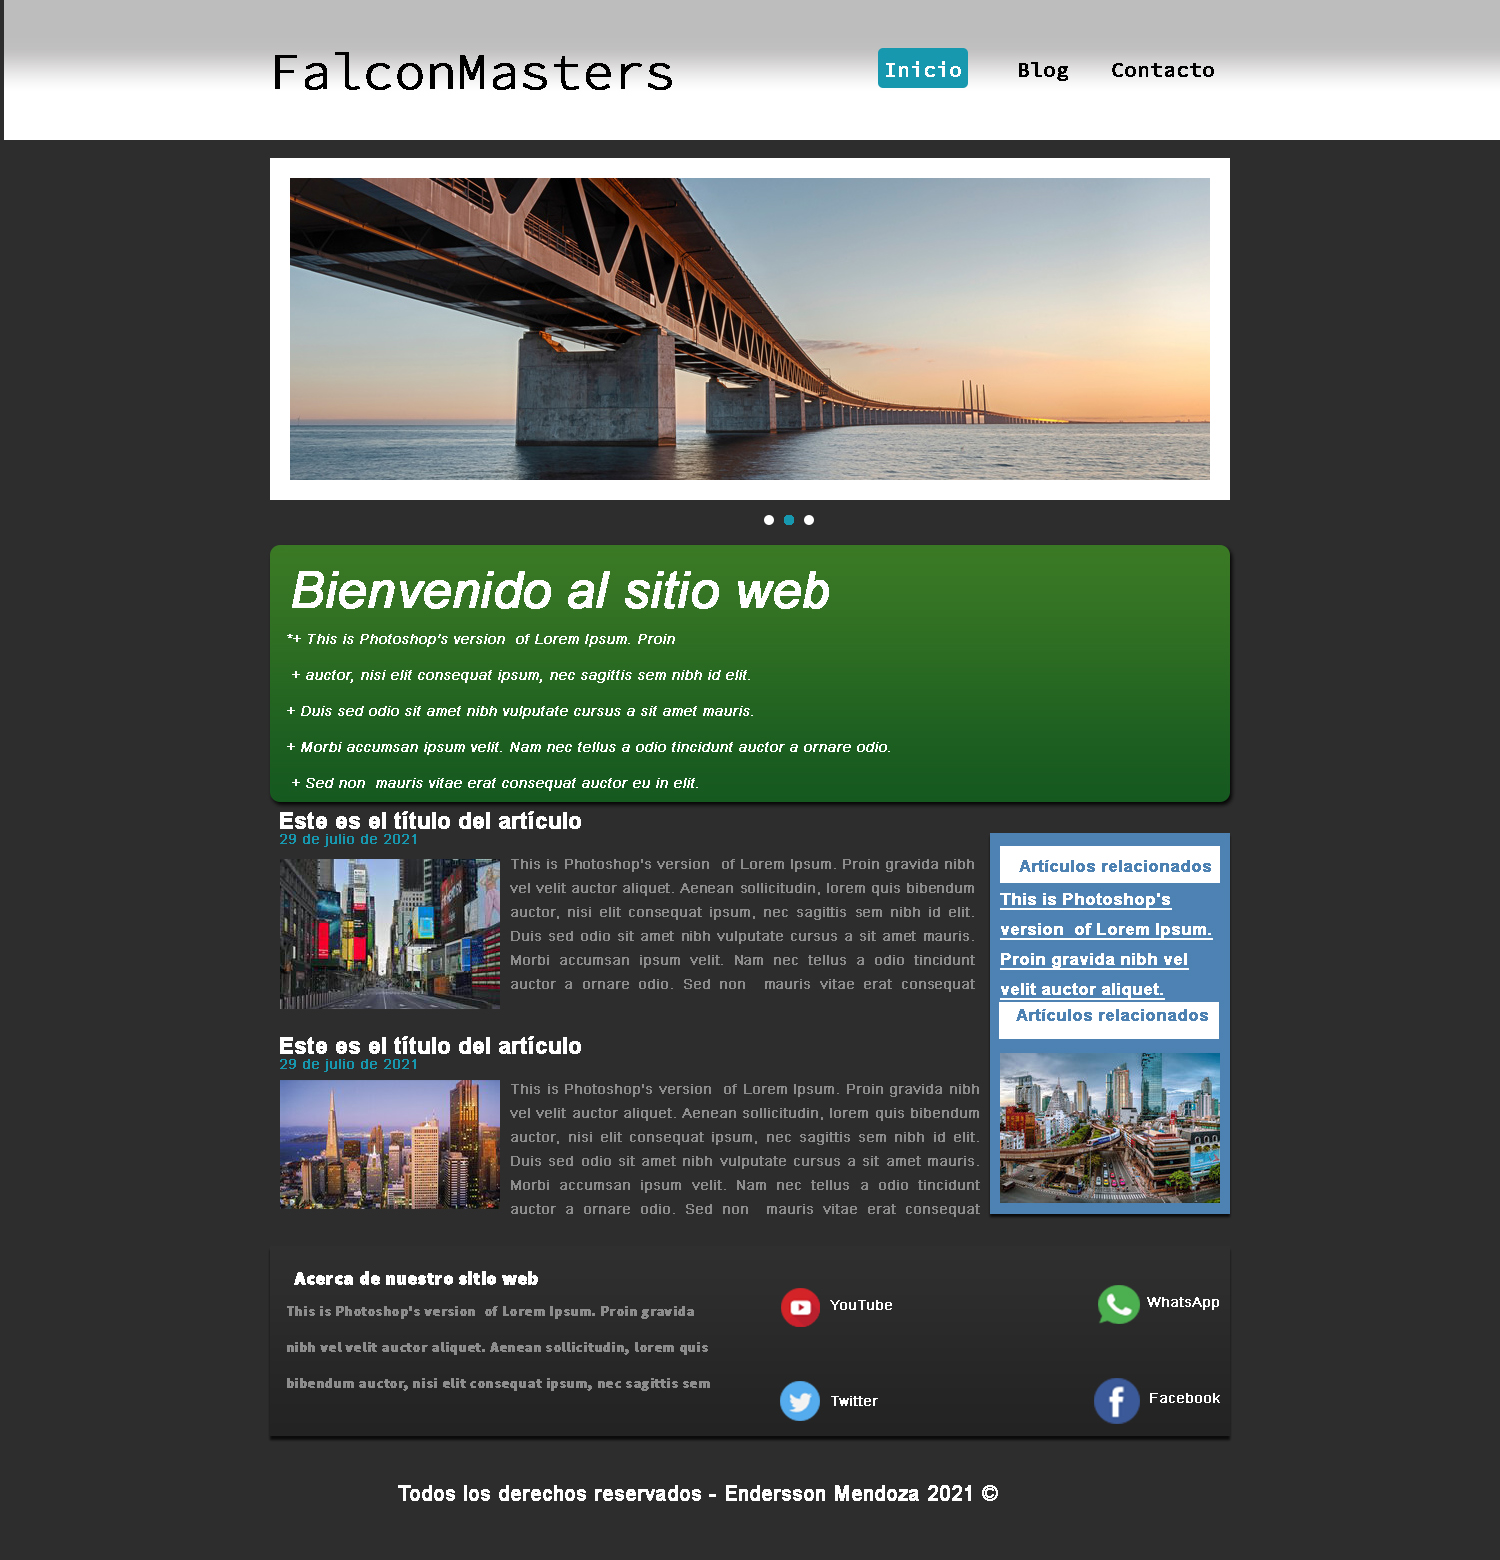 FalconMasters
Inicio Blog Contacto
Bienvenido al sitio web
*+ This is Photoshop's version  of Lorem Ipsum. Proin
+ auctor, nisi elit consequat ipsum, nec sagittis sem nibh id elit.
+ Duis sed odio sit amet nibh vulputate cursus a sit amet mauris.
+ Morbi accumsan ipsum velit. Nam nec tellus a odio tincidunt auctor a ornare odio.
+ Sed non  mauris vitae erat consequat auctor eu in elit.
Este es el título del artículo
29 de julio de 2021
This is Photoshop's version  of Lorem Ipsum. Proin gravida nibh
vel velit auctor aliquet. Aenean sollicitudin, lorem quis bibendum
auctor, nisi elit consequat ipsum, nec sagittis sem nibh id elit.
Duis sed odio sit amet nibh vulputate cursus a sit amet mauris.
Morbi accumsan ipsum velit. Nam nec tellus a odio tincidunt
auctor a ornare odio. Sed non  mauris vitae erat consequat
Este es el título del artículo
29 de julio de 2021
This is Photoshop's version  of Lorem Ipsum. Proin gravida nibh
vel velit auctor aliquet. Aenean sollicitudin, lorem quis bibendum
auctor, nisi elit consequat ipsum, nec sagittis sem nibh id elit.
Duis sed odio sit amet nibh vulputate cursus a sit amet mauris.
Morbi accumsan ipsum velit. Nam nec tellus a odio tincidunt
auctor a ornare odio. Sed non  mauris vitae erat consequat
Artículos relacionados
This is Photoshop's
version  of Lorem Ipsum.
Proin gravida nibh vel
velit auctor aliquet.
Artículos relacionados
Acerca de nuestro sitio web
This is Photoshop's version  of Lorem Ipsum. Proin gravida
nibh vel velit auctor aliquet. Aenean sollicitudin, lorem quis
bibendum auctor, nisi elit consequat ipsum, nec sagittis sem
YouTube
WhatsApp
Twitter
Facebook
Todos los derechos reservados - Endersson Mendoza 2021 ©